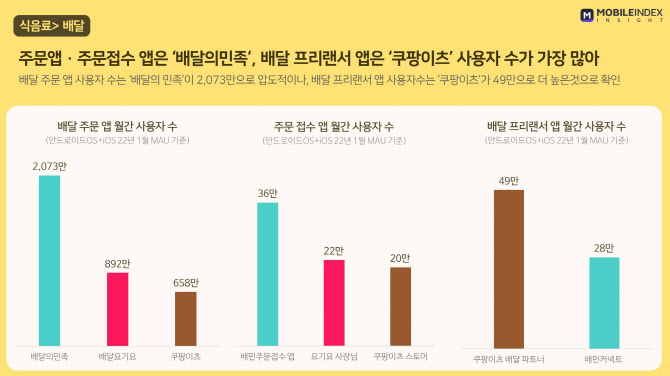 MOBILEINDEX
INSIGHT
식음료> 배달
주문앱 · 주문접수 앱은 ‘배달의민족’, 배달 프리랜서 앱은 ‘쿠팡이츠’ 사용자 수가 가장 많아
배달 주문 앱 사용자 수는 ‘배달의 민족’이 2,073만으로 압도적이나, 배달 프리랜서 앱 사용자수는 ‘쿠팡이츠’가 49만으로 더 높은것으로 확인
배달 주문 앱 월간 사용자 수
(안드로이드OS+iOS 22년 1월 MAU 기준)
2,073만
892만
658만
배달의민족
배달요기요
쿠팡이츠
주문 접수 앱 월간 사용자 수
(안드로이드OS+iOS 22년 1월 MAU 기준)
36만
22만
20만
배민주문접수 앱
요기요 사장님
쿠팡이츠 스토어
배달 프리랜서 앱 월간 사용자 수
(안드로이드OS+iOS 22년 1월 MAU 기준)
49만
28만
쿠팡이츠 배달 파트너
배민커넥트